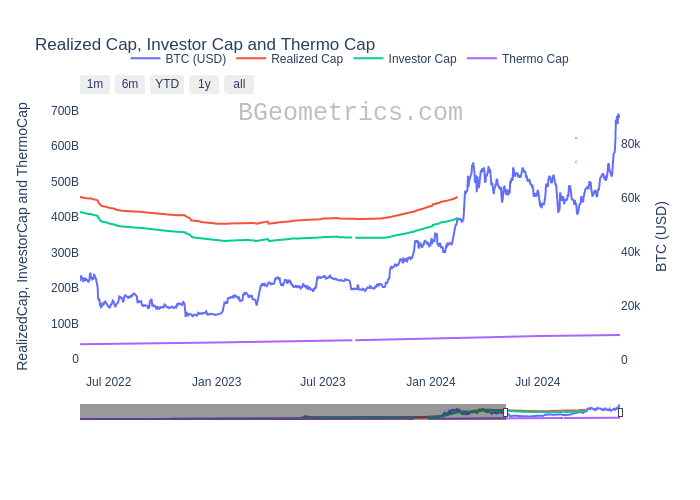 Realized Cap, Investor Cap and Thermo Cap
BTC (USD) Realized Cap Investor Cap Thermo Cap
1m 6m YTD 1y all
BGeometrics.com
RealizedCap, InvestorCap and ThermoCap
700B
600B
500B
400B
300B
200B
100B
0
80k
60k
40k
20k
0
BTC (USD)
Jul 2022 Jan 2023 Jul 2023 Jan 2024 Jul 2024